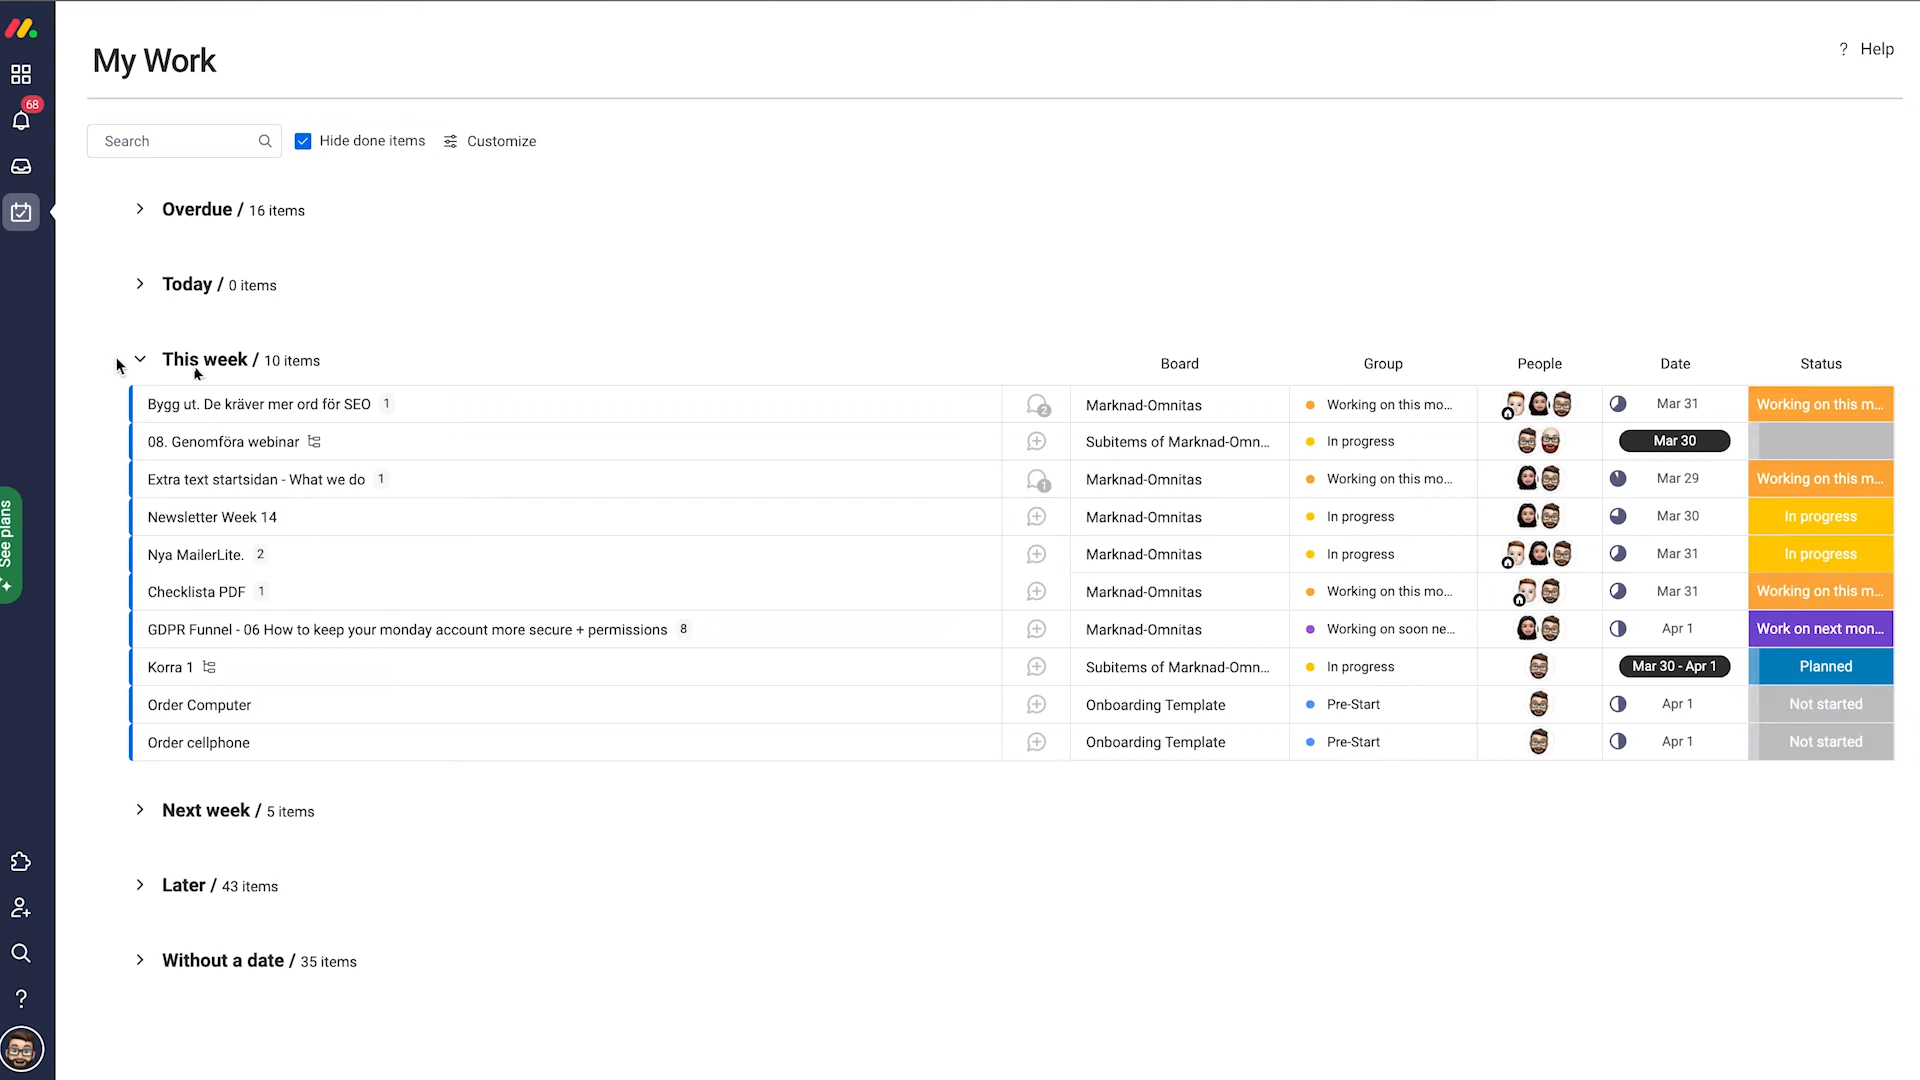 My Work
? Help
68
Search
Hide done items
Customize
Overdue / 16 items
Today / 0 items
This week / 10 items
Board Group People Date Status
Bygg ut. De kräver mer ord för SEO 1 2 Marknad-Omnitas Working on this mo... Mar 31 Working on this m...
08. Genomföra webinar Subitems of Marknad-Omn... In progress Mar 30
Extra text startsidan - What we do 1 1 Marknad-Omnitas Working on this mo... Mar 29 Working on this m...
Newsletter Week 14 Marknad-Omnitas In progress Mar 30 In progress
Nya MailerLite. 2 Marknad-Omnitas In progress Mar 31 In progress
Checklista PDF 1 Marknad-Omnitas Working on this mo... Mar 31 Working on this m...
GDPR Funnel - 06 How to keep your monday account more secure + permissions 8 Marknad-Omnitas Working on soon ne... Apr 1 Work on next mon...
Korra 1 Subitems of Marknad-Omn... In progress Mar 30 - Apr 1 Planned
Order Computer Onboarding Template Pre-Start Apr 1 Not started
Order cellphone Onboarding Template Pre-Start Apr 1 Not started
See plans
Next week / 5 items
Later / 43 items
Without a date / 35 items
?